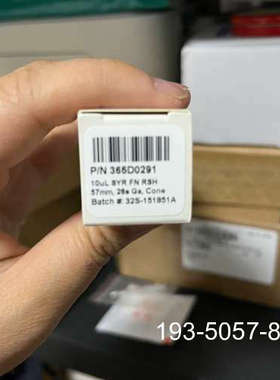 P/N 365D0291
10uL SYR FN RSH
57mm, 26s Ga, Cone
Batch #: 32S-151851A
193-5057-8